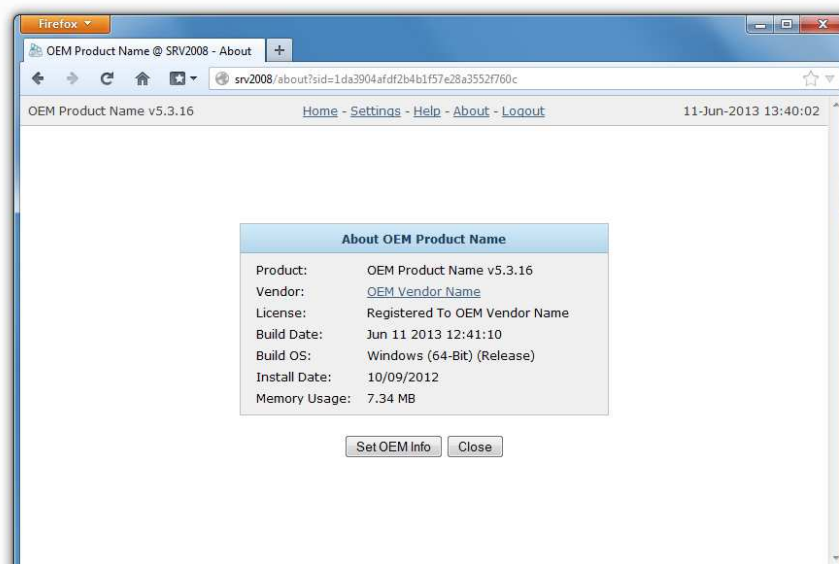 Firefox
OEM Product Name @ SRV2008 - About
srv2008/about?sid=1da3904afdf2b4b1f57e28a3552f760c
OEM Product Name v5.3.16 Home - Settings - Help - About - Logout 11-Jun-2013 13:40:02
About OEM Product Name
Product: OEM Product Name v5.3.16
Vendor: OEM Vendor Name
License: Registered To OEM Vendor Name
Build Date: Jun 11 2013 12:41:10
Build OS: Windows (64-Bit) (Release)
Install Date: 10/09/2012
Memory Usage: 7.34 MB
Set OEM Info Close